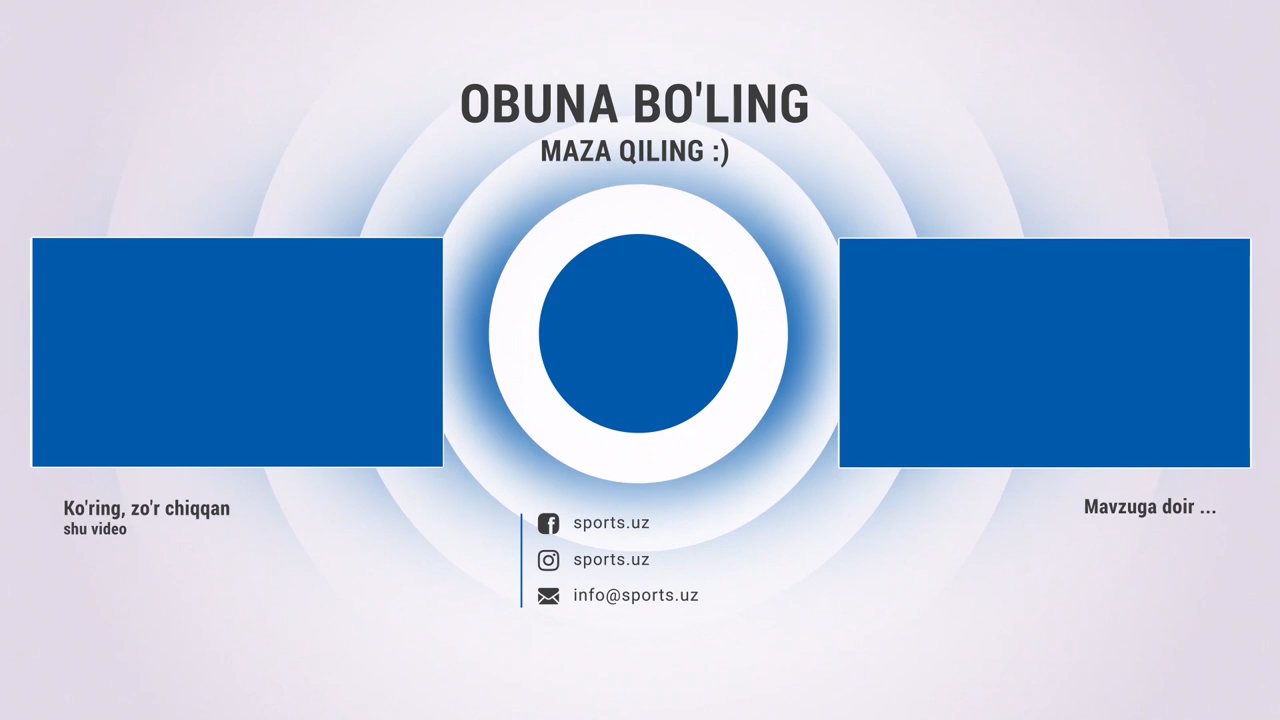 OBUNA BO'LING
MAZA QILING :)
Ko'ring, zo'r chiqqan
shu video
Mavzuga doir ...
sports.uz
sports.uz
info@sports.uz